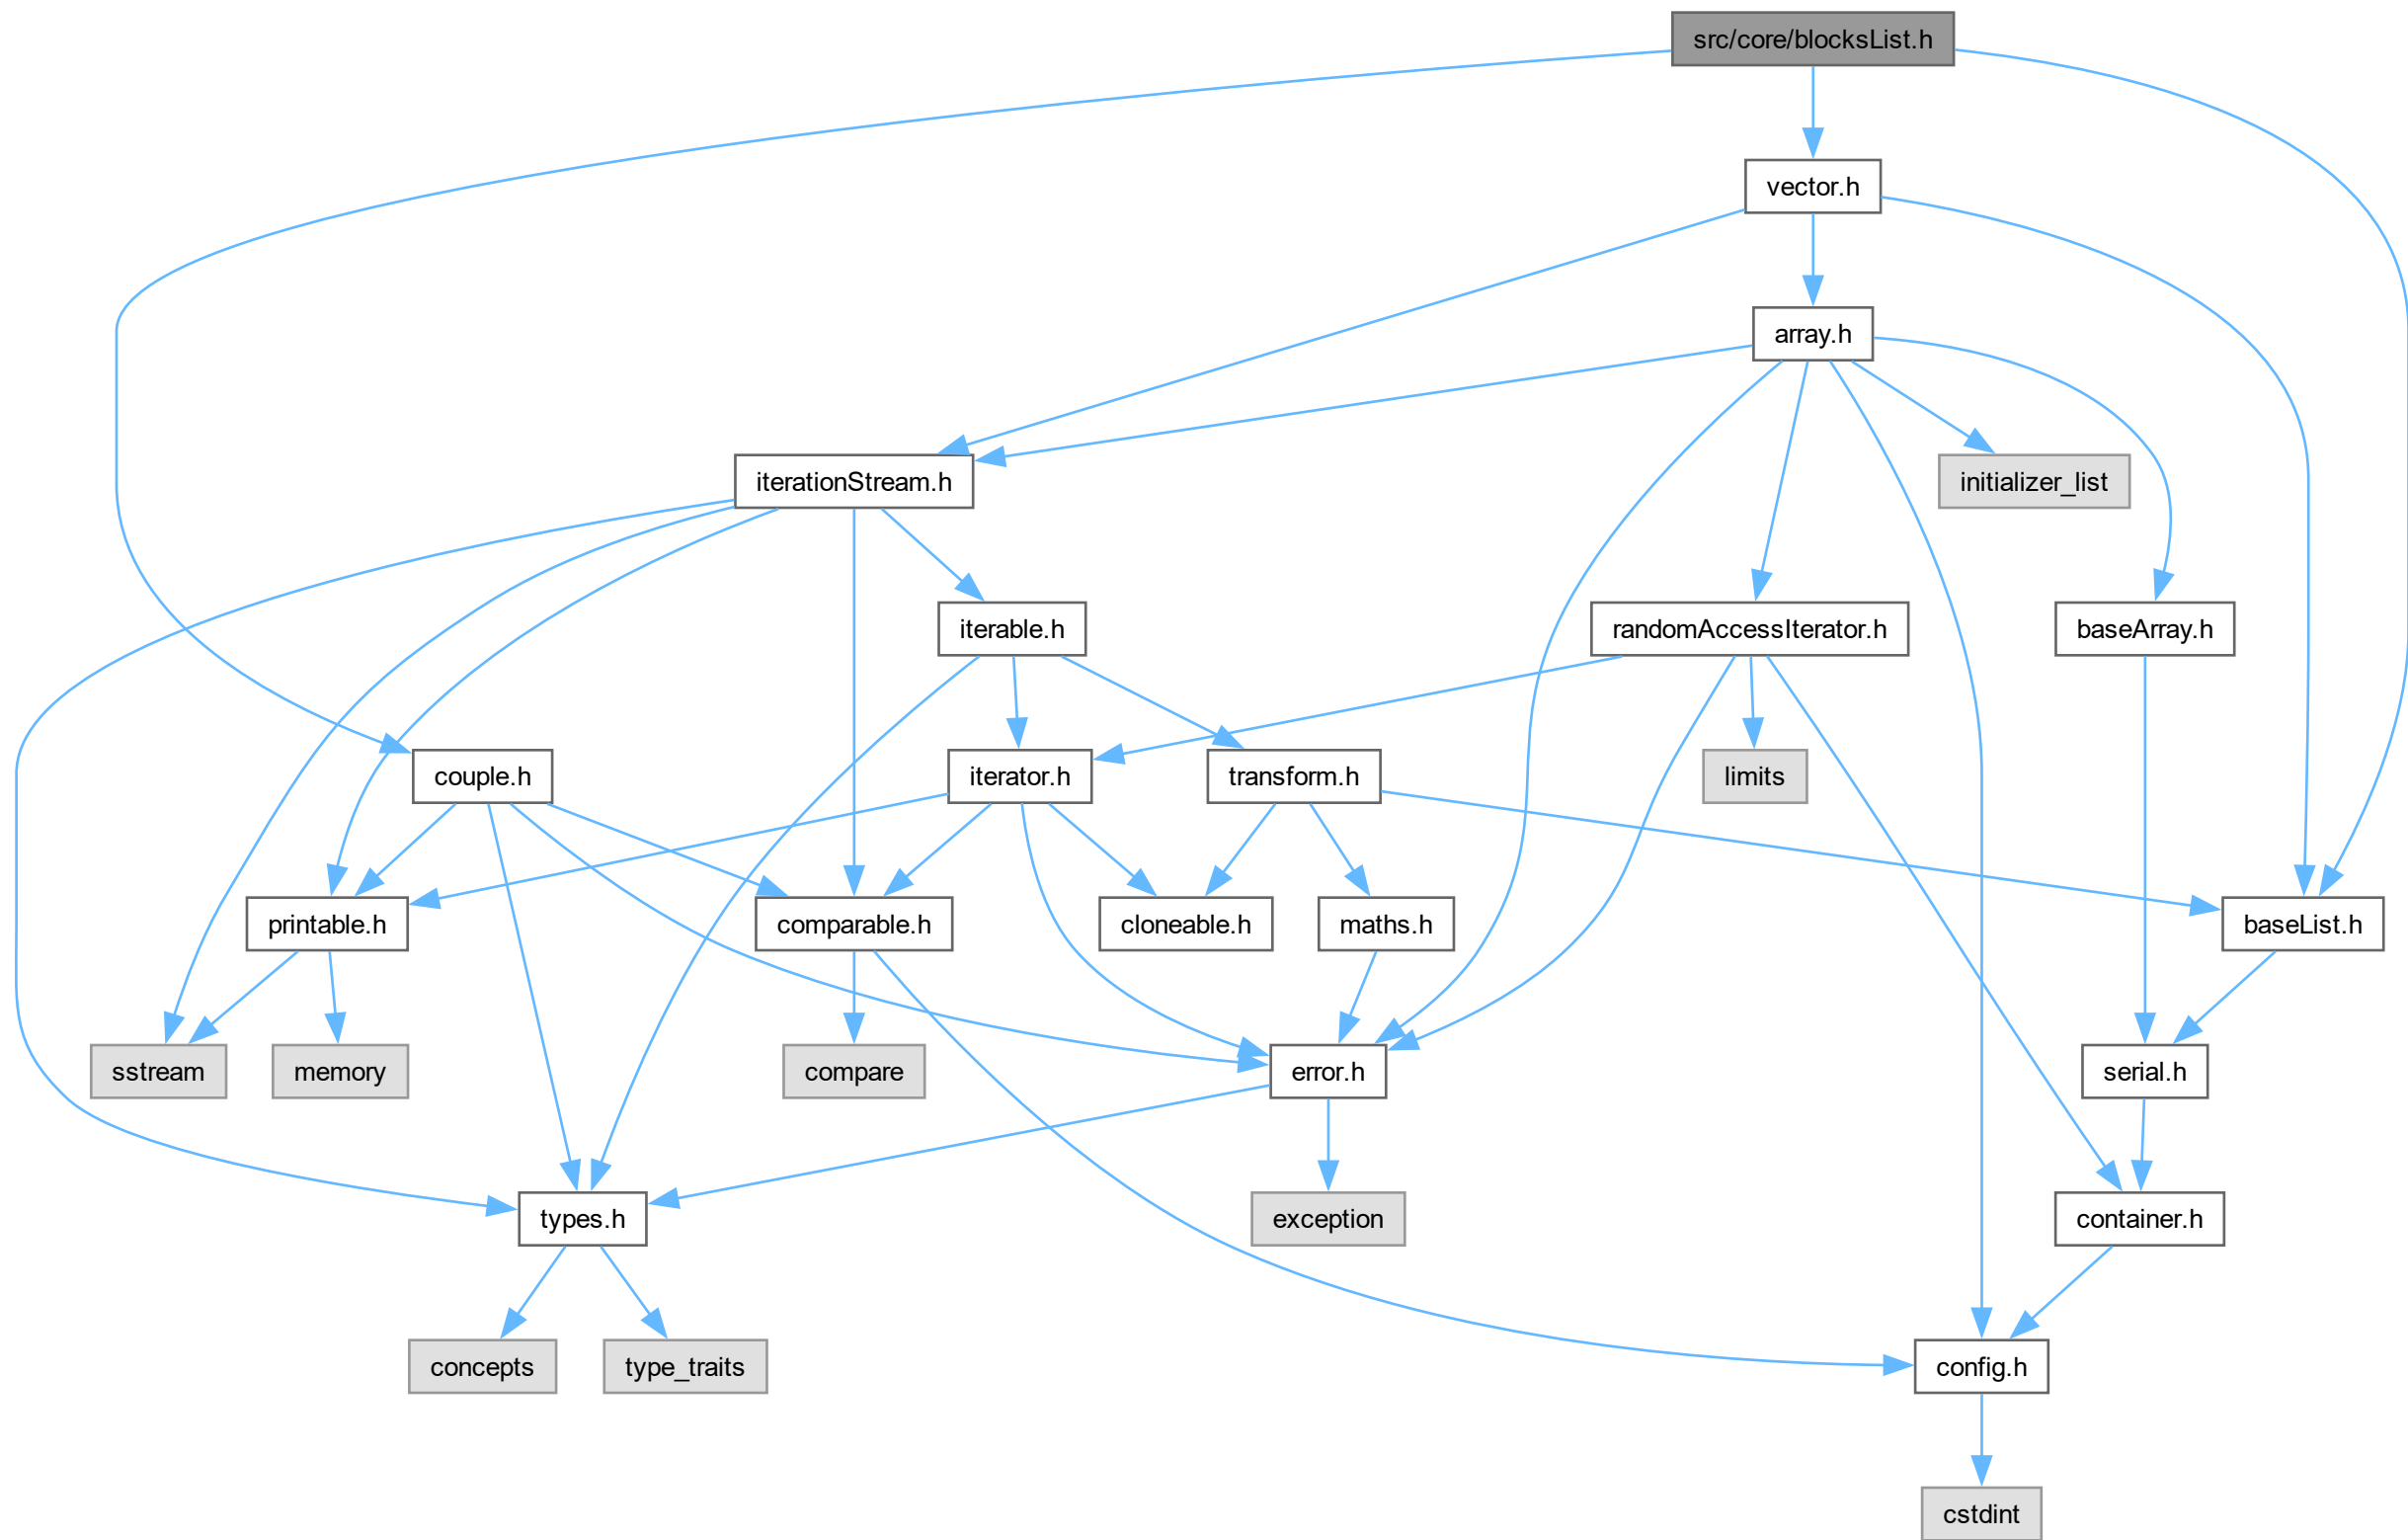 src/core/blocksList.h
vector.h
array.h
iterationStream.h
initializer_list
iterable.h
randomAccessIterator.h
baseArray.h
couple.h
iterator.h
transform.h
limits
printable.h
comparable.h
cloneable.h
maths.h
baseList.h
sstream
memory
compare
error.h
serial.h
types.h
exception
container.h
concepts
type_traits
config.h
cstdint